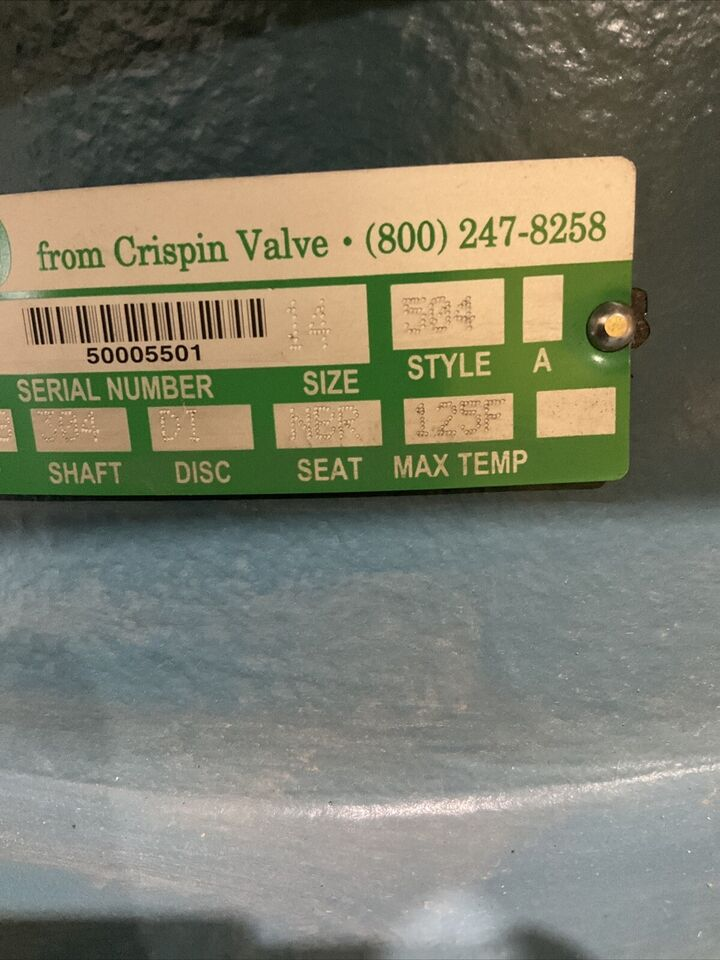 from Crispin Valve • (800) 247-8258
14 504
50005501
SERIAL NUMBER SIZE STYLE A
304 DI NBR 125F
SHAFT DISC SEAT MAX TEMP